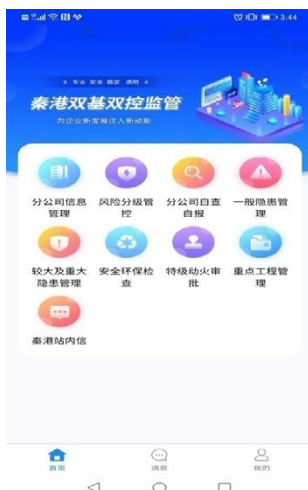 3:44
专业 安全 稳定 透明
秦港双基双控监管
为企业新发展注入新动能
分公司信息
管理
风险分级管
控
分公司自查
自报
一般隐患管
理
较大及重大
隐患管理
安全环保检
查
特级动火审
批
重点工程管
理
秦港站内信
首页
消息
我的